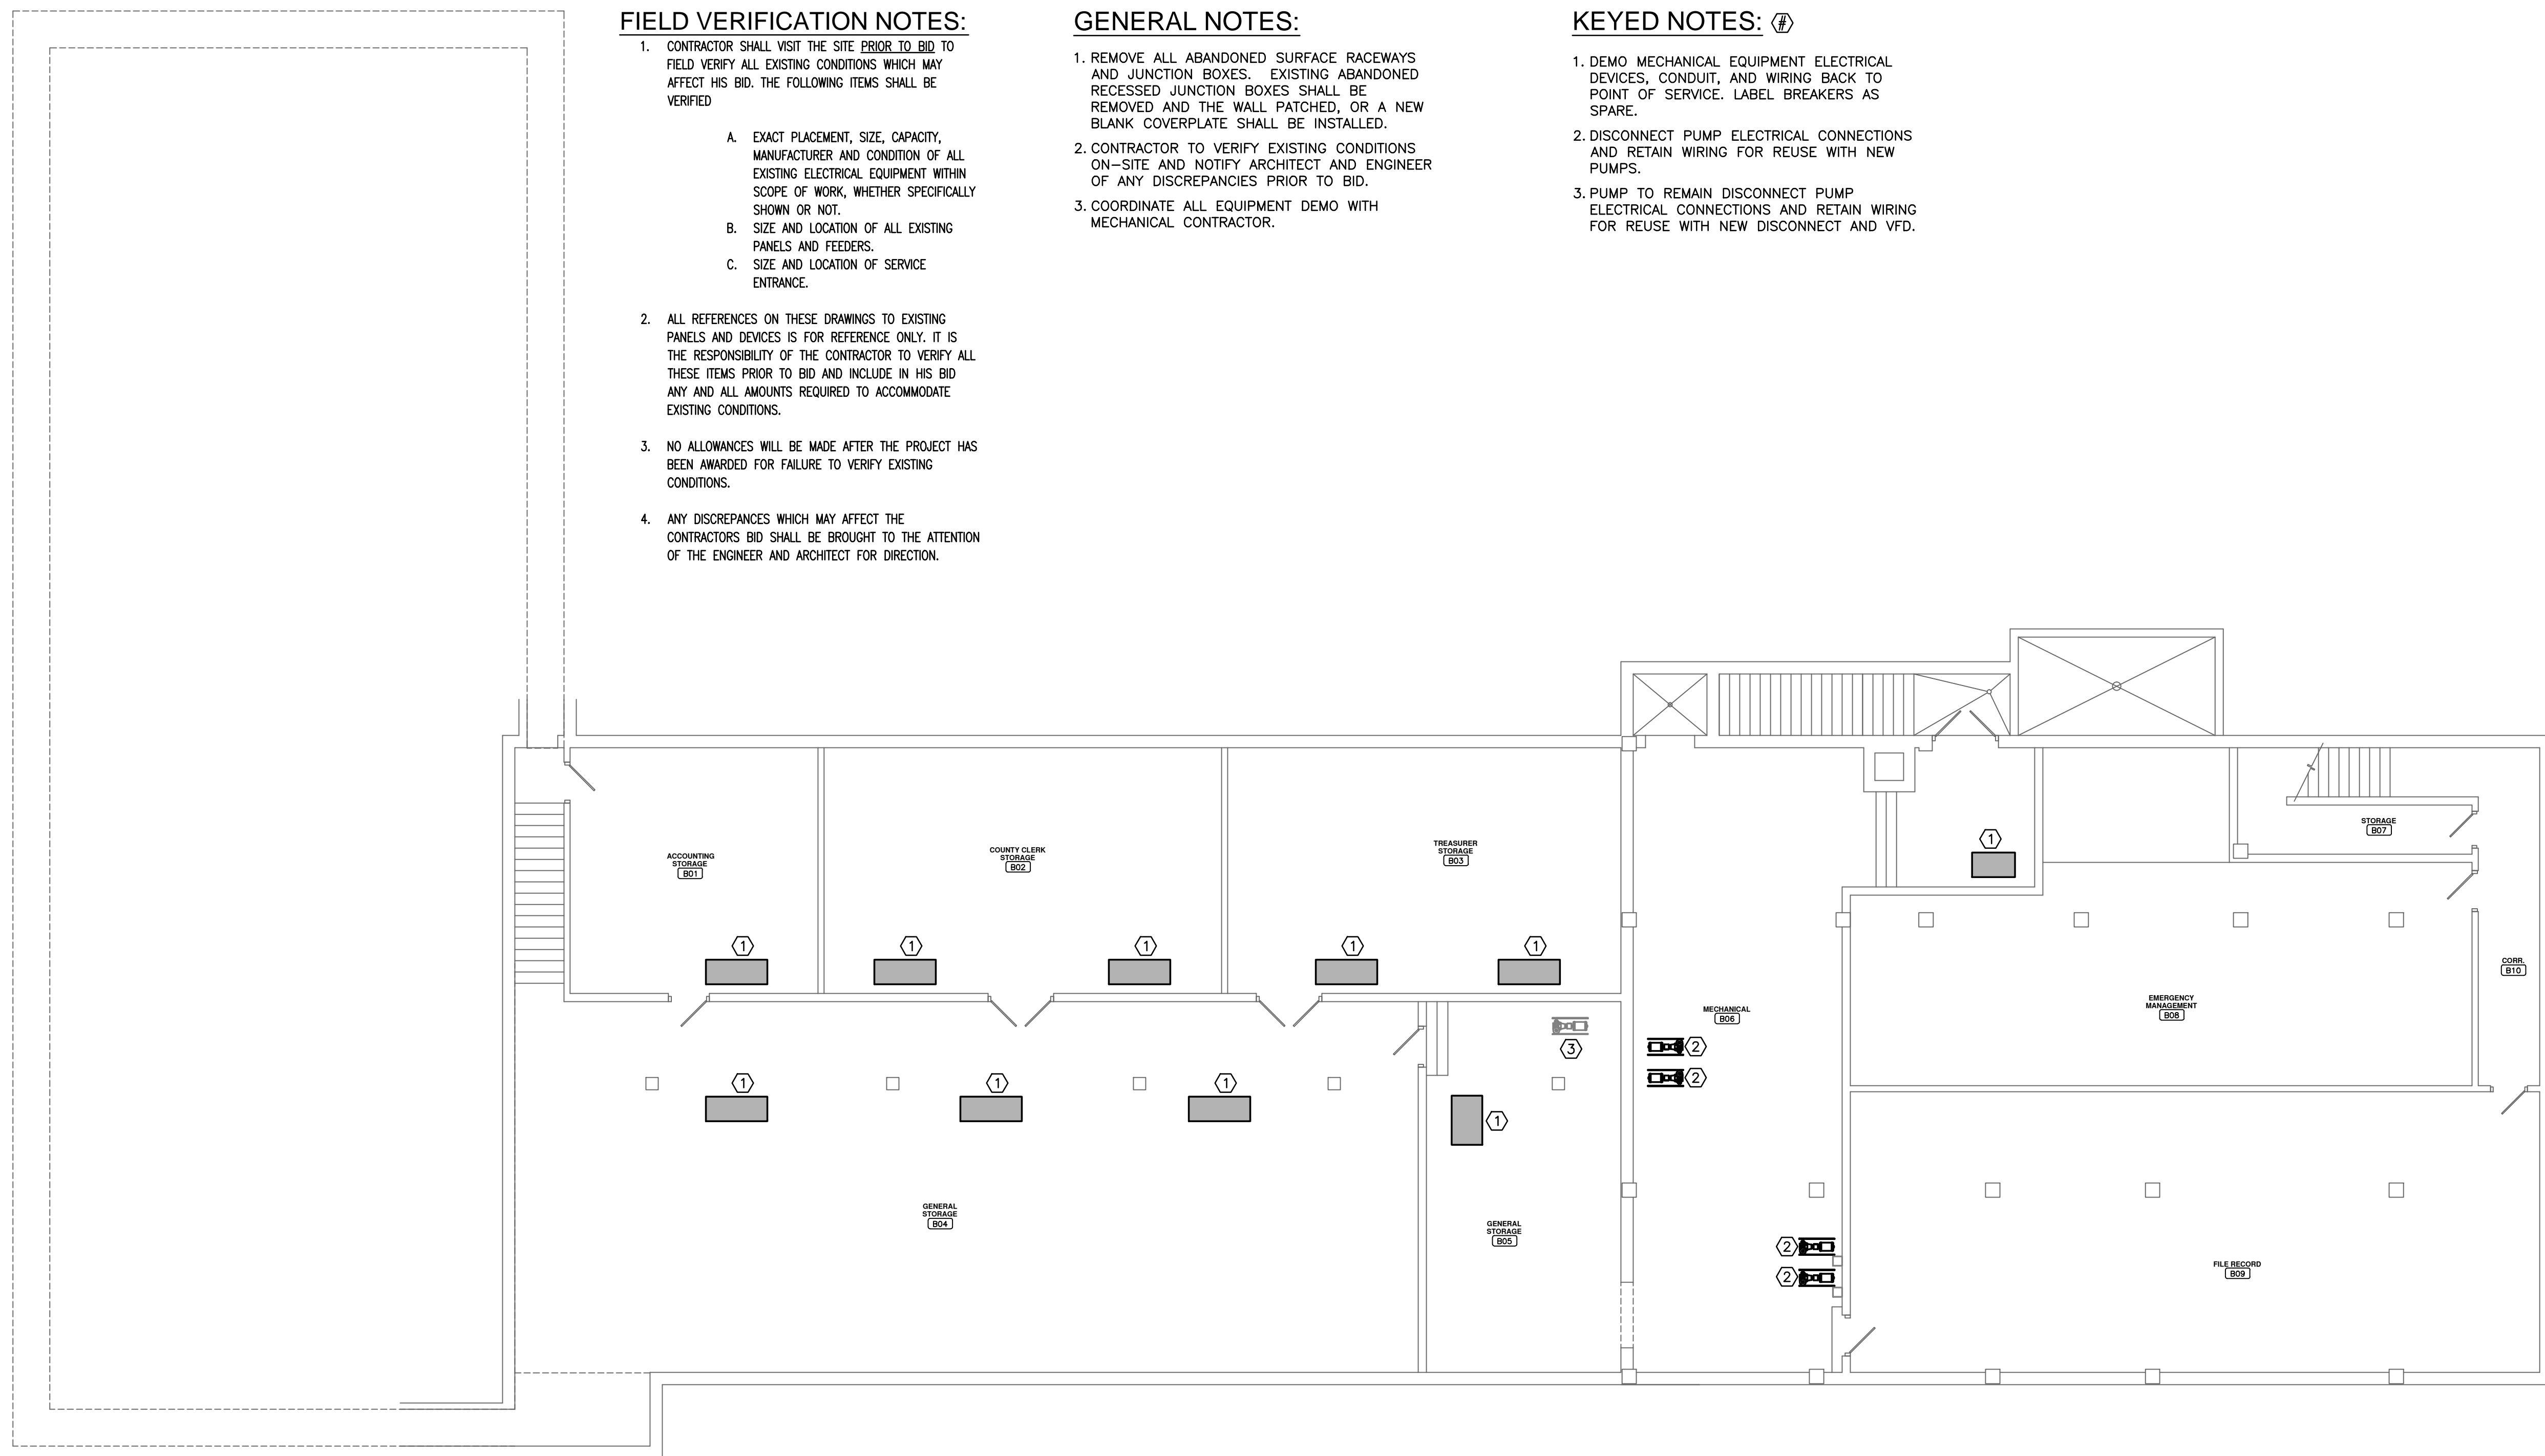 FIELD VERIFICATION NOTES:
1. CONTRACTOR SHALL VISIT THE SITE PRIOR TO BID TO
FIELD VERIFY ALL EXISTING CONDITIONS WHICH MAY
AFFECT HIS BID. THE FOLLOWING ITEMS SHALL BE
VERIFIED
A. EXACT PLACEMENT, SIZE, CAPACITY,
MANUFACTURER AND CONDITION OF ALL
EXISTING ELECTRICAL EQUIPMENT WITHIN
SCOPE OF WORK, WHETHER SPECIFICALLY
SHOWN OR NOT.
B. SIZE AND LOCATION OF ALL EXISTING
PANELS AND FEEDERS.
C. SIZE AND LOCATION OF SERVICE
ENTRANCE.
2. ALL REFERENCES ON THESE DRAWINGS TO EXISTING
PANELS AND DEVICES IS FOR REFERENCE ONLY. IT IS
THE RESPONSIBILITY OF THE CONTRACTOR TO VERIFY ALL
THESE ITEMS PRIOR TO BID AND INCLUDE IN HIS BID
ANY AND ALL AMOUNTS REQUIRED TO ACCOMMODATE
EXISTING CONDITIONS.
3. NO ALLOWANCES WILL BE MADE AFTER THE PROJECT HAS
BEEN AWARDED FOR FAILURE TO VERIFY EXISTING
CONDITIONS.
4. ANY DISCREPANCES WHICH MAY AFFECT THE
CONTRACTORS BID SHALL BE BROUGHT TO THE ATTENTION
OF THE ENGINEER AND ARCHITECT FOR DIRECTION.
GENERAL NOTES:
1. REMOVE ALL ABANDONED SURFACE RACEWAYS
AND JUNCTION BOXES. EXISTING ABANDONED
RECESSED JUNCTION BOXES SHALL BE
REMOVED AND THE WALL PATCHED, OR A NEW
BLANK COVERPLATE SHALL BE INSTALLED.
2. CONTRACTOR TO VERIFY EXISTING CONDITIONS
ON-SITE AND NOTIFY ARCHITECT AND ENGINEER
OF ANY DISCREPANCIES PRIOR TO BID.
3. COORDINATE ALL EQUIPMENT DEMO WITH
MECHANICAL CONTRACTOR.
KEYED NOTES: #
1. DEMO MECHANICAL EQUIPMENT ELECTRICAL
DEVICES, CONDUIT, AND WIRING BACK TO
POINT OF SERVICE. LABEL BREAKERS AS
SPARE.
2. DISCONNECT PUMP ELECTRICAL CONNECTIONS
AND RETAIN WIRING FOR REUSE WITH NEW
PUMPS.
3. PUMP TO REMAIN DISCONNECT PUMP
ELECTRICAL CONNECTIONS AND RETAIN WIRING
FOR REUSE WITH NEW DISCONNECT AND VFD.
ACCOUNTING
STORAGE
B01
COUNTY CLERK
STORAGE
B02
TREASURER
STORAGE
B03
1
STORAGE
B07
1
1
1
1
1
CORR.
B10
EMERGENCY
MANAGEMENT
B08
MECHANICAL
B06
3
2
2
1
1
1
1
GENERAL
STORAGE
B04
GENERAL
STORAGE
B05
2
2
FILE RECORD
B09